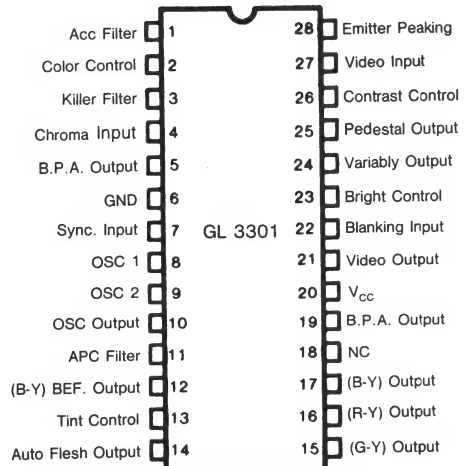 Acc Filter 1 28 Emitter Peaking
Color Control 2 27 Video Input
Killer Filter 3 26 Contrast Control
Chroma Input 4 25 Pedestal Output
B.P.A. Output 5 24 Variably Output
GND 6 23 Bright Control
Sync. Input 7 GL 3301 22 Blanking Input
OSC 1 8 21 Video Output
OSC 2 9 20 Vcc
OSC Output 10 19 B.P.A. Output
APC Filter 11 18 NC
(B-Y) BEF. Output 12 17 (B-Y) Output
Tint Control 13 16 (R-Y) Output
Auto Flesh Output 14 15 (G-Y) Output